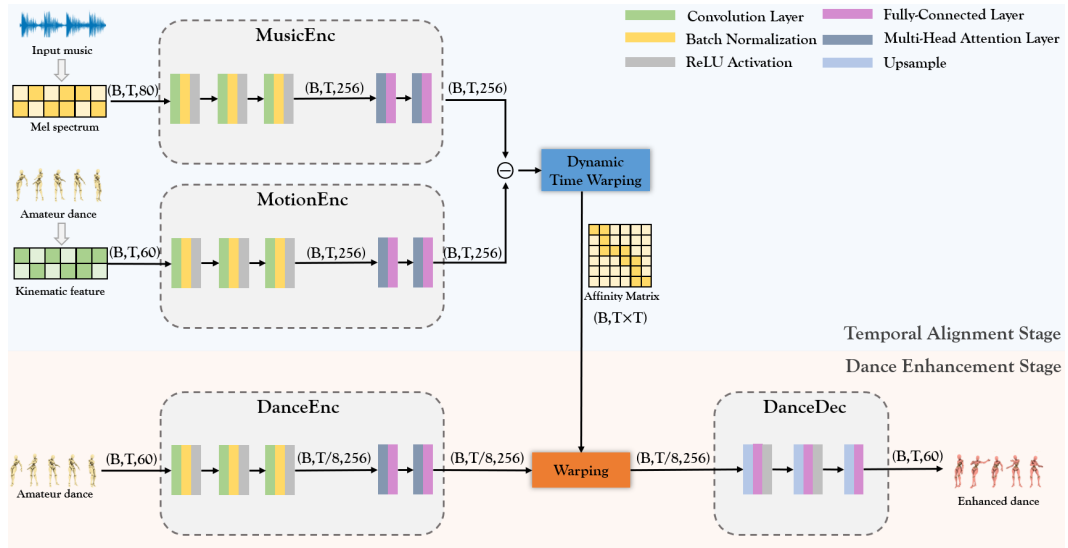 Input music
Mel spectrum
(B,T,80)
MusicEnc
(B,T,256)
(B,T,256)
Convolution Layer
Batch Normalization
ReLU Activation
Fully-Connected Layer
Multi-Head Attention Layer
Upsample
Amateur dance
Kinematic feature
(B,T,60)
MotionEnc
(B,T,256)
(B,T,256)
Dynamic
Time Warping
Affinity Matrix
(B,T×T)
Temporal Alignment Stage
Dance Enhancement Stage
Amateur dance
(B,T,60)
DanceEnc
(B,T/8,256)
(B,T/8,256)
Warping
(B,T/8,256)
DanceDec
(B,T,60)
Enhanced dance